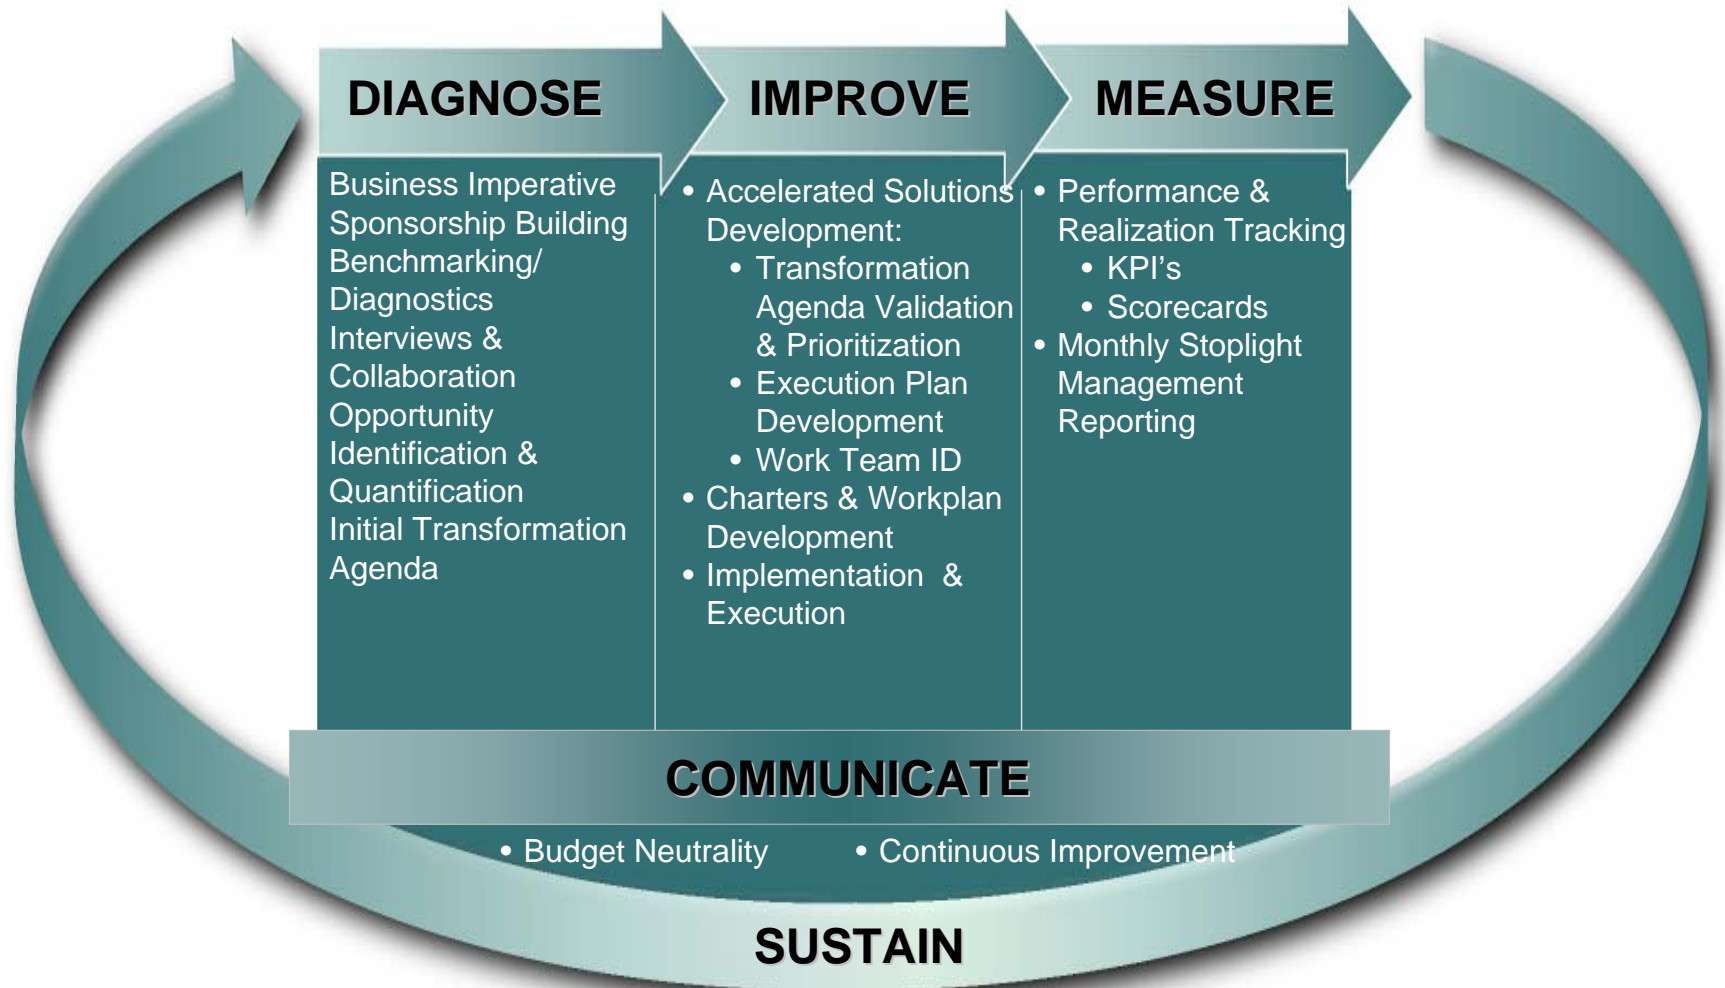 DIAGNOSE
IMPROVE
MEASURE
Business Imperative
Sponsorship Building
Benchmarking/
Diagnostics
Interviews &
Collaboration
Opportunity
Identification &
Quantification
Initial Transformation
Agenda
• Accelerated Solutions
Development:
• Transformation
Agenda Validation
& Prioritization
• Execution Plan
Development
• Work Team ID
• Charters & Workplan
Development
• Implementation &
Execution
• Performance &
Realization Tracking
• KPI's
• Scorecards
• Monthly Stoplight
Management
Reporting
COMMUNICATE
• Budget Neutrality
• Continuous Improvement
SUSTAIN